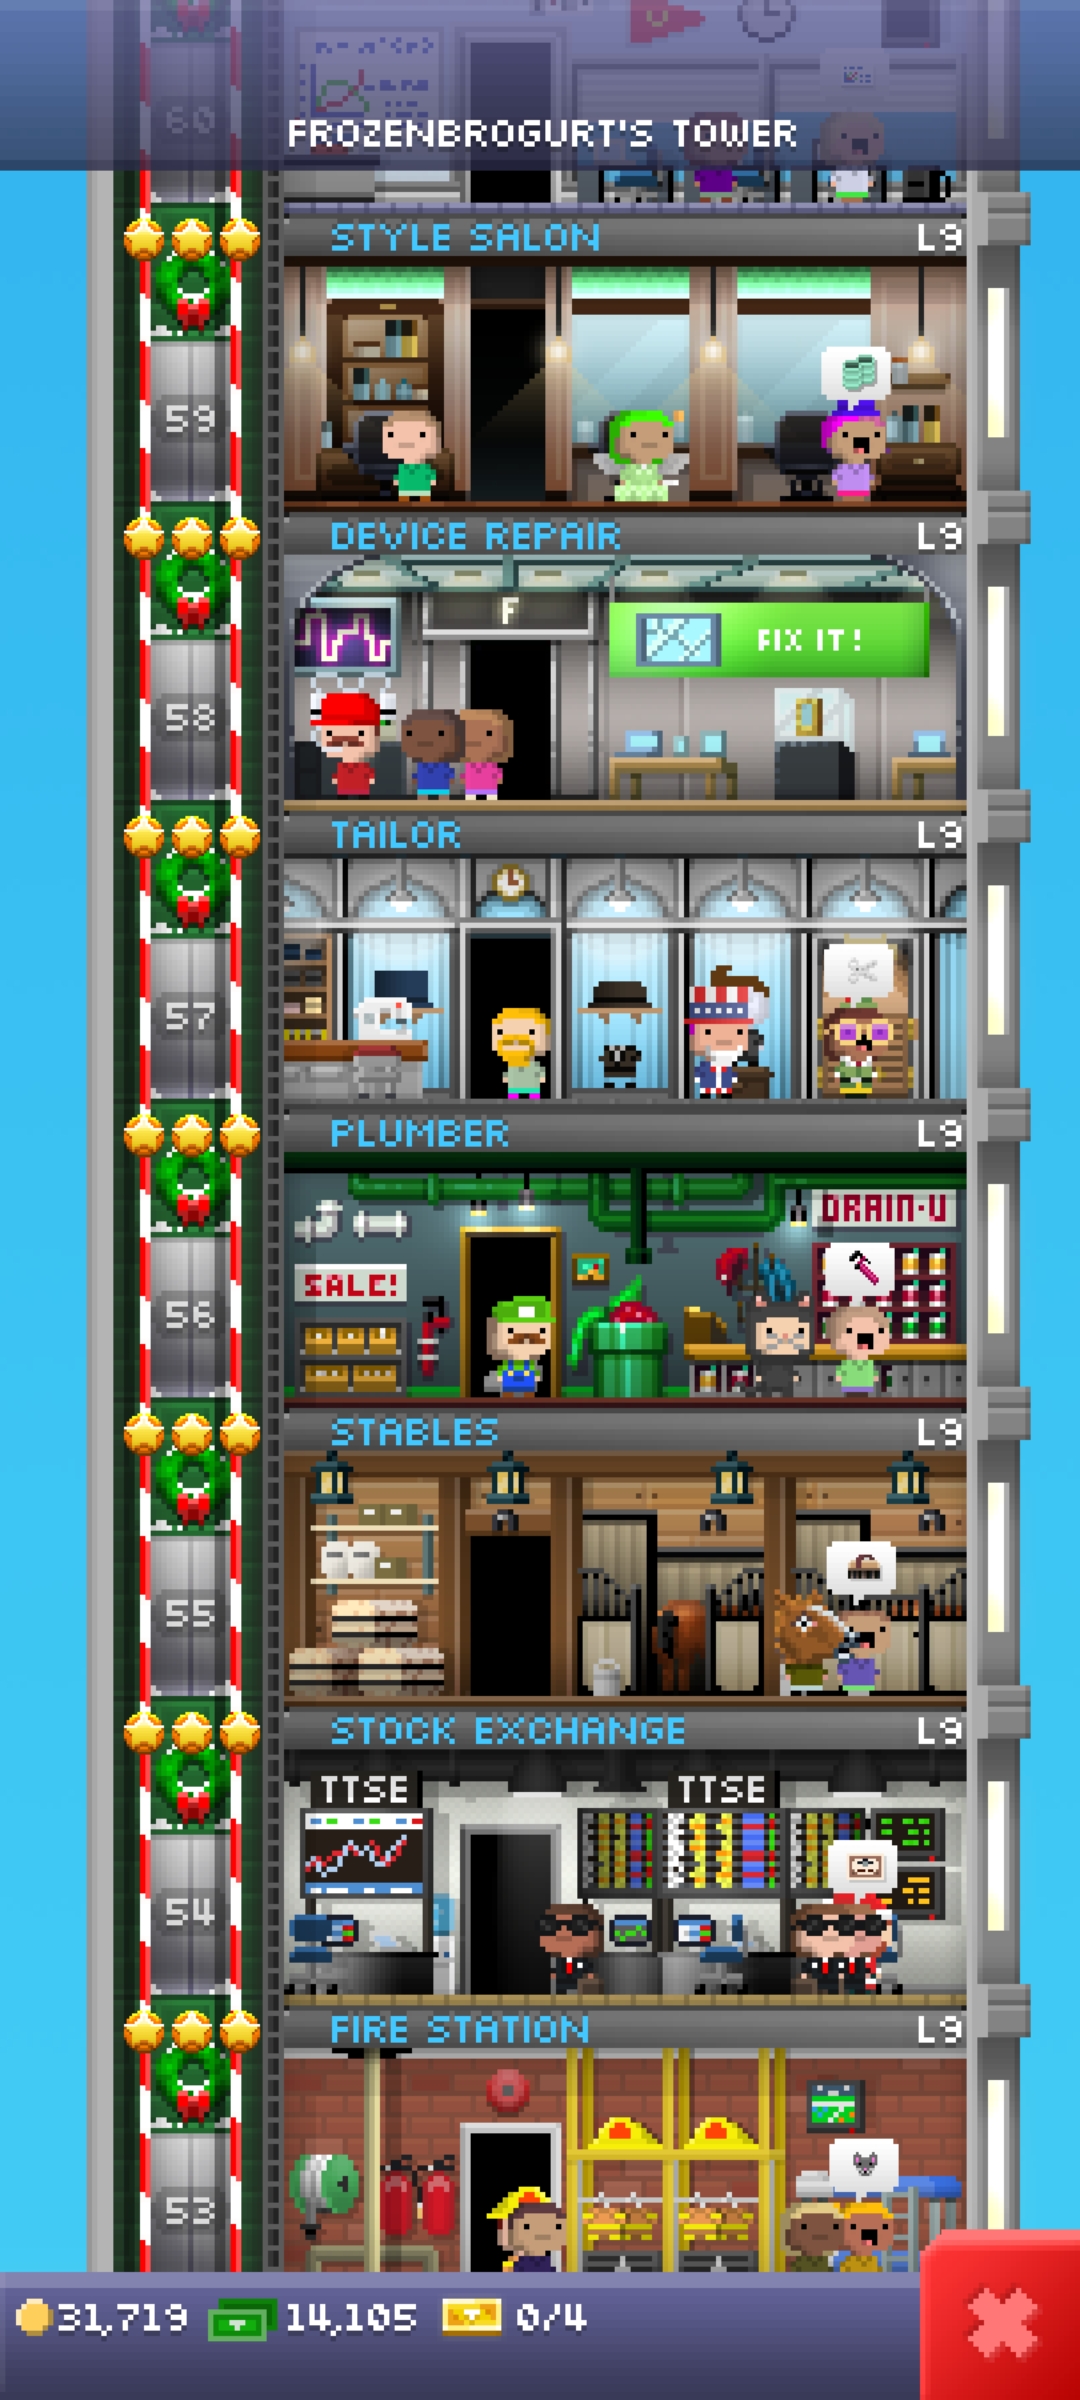 60
FROZENBROGURT'S TOWER
STYLE SALON L9
59
DEVICE REPAIR L9
F
FIX IT!
58
TAILOR L9
57
PLUMBER L9
DRAIN-U
SALE!
56
STABLES L9
55
STOCK EXCHANGE L9
TTSE TTSE
54
FIRE STATION L9
53
31,719 14,105 0/4